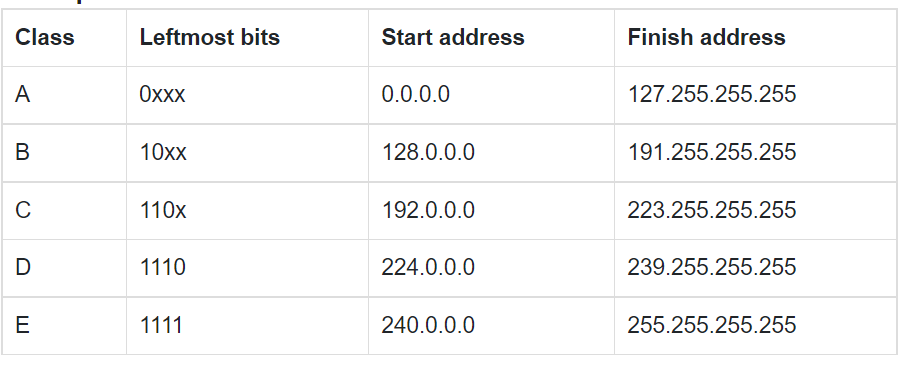 Class Leftmost bits Start address Finish address
A 0xxx 0.0.0.0 127.255.255.255
B 10xx 128.0.0.0 191.255.255.255
C 110x 192.0.0.0 223.255.255.255
D 1110 224.0.0.0 239.255.255.255
E 1111 240.0.0.0 255.255.255.255